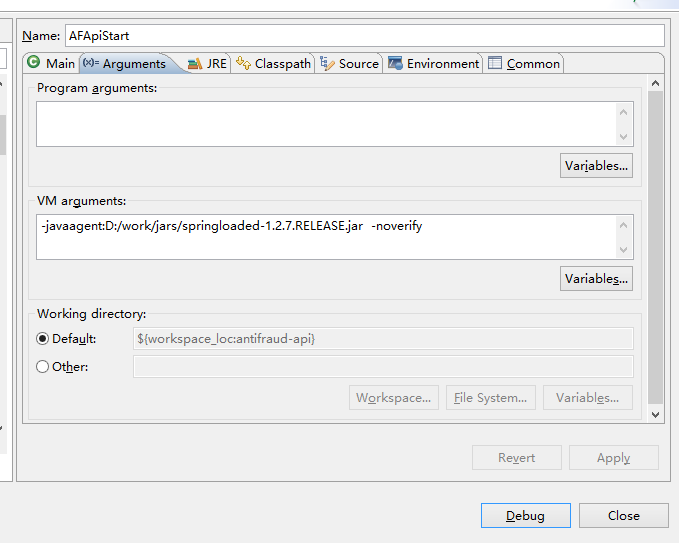 Name: AFApiStart
Main (x)= Arguments JRE Classpath Source Environment Common
Program arguments:
Variables...
VM arguments:
-javaagent:D:/work/jars/springloaded-1.2.7.RELEASE.jar -noverify
Variables...
Working directory:
Default: ${workspace_loc:antifraud-api}
Other:
Workspace... File System... Variables...
Revert Apply
Debug Close